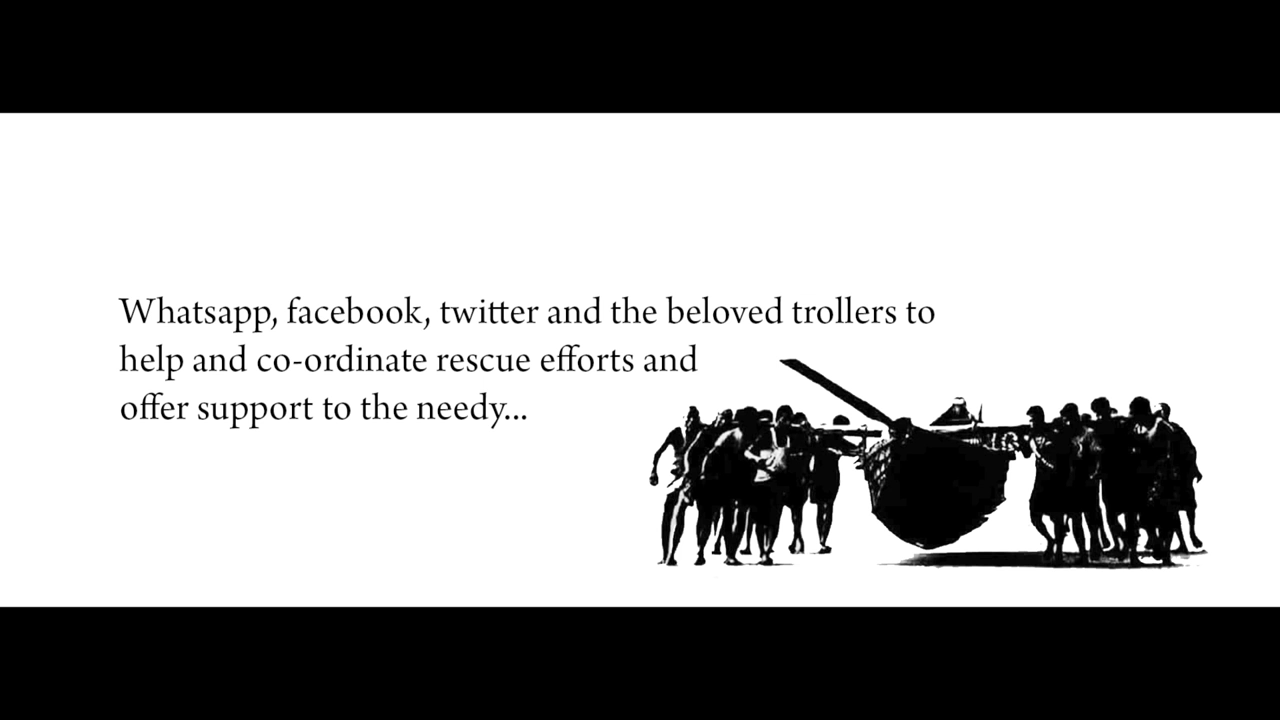 Whatsapp, facebook, twitter and the beloved trollers to
help and co-ordinate rescue efforts and
offer support to the needy...